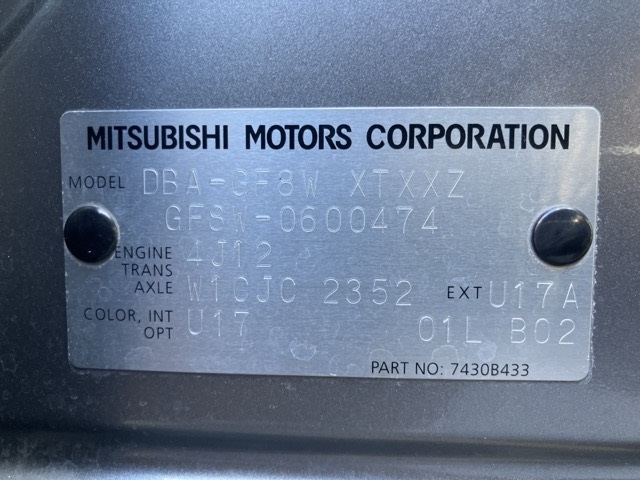 MITSUBISHI MOTORS CORPORATION
MODEL DBA-GF8W XTXXZ
GF8W-0600474
ENGINE 4J12
TRANS
AXLE W1CJC 2352 EXT U17A
COLOR, INT U17 01L B02
OPT
PART NO: 7430B433